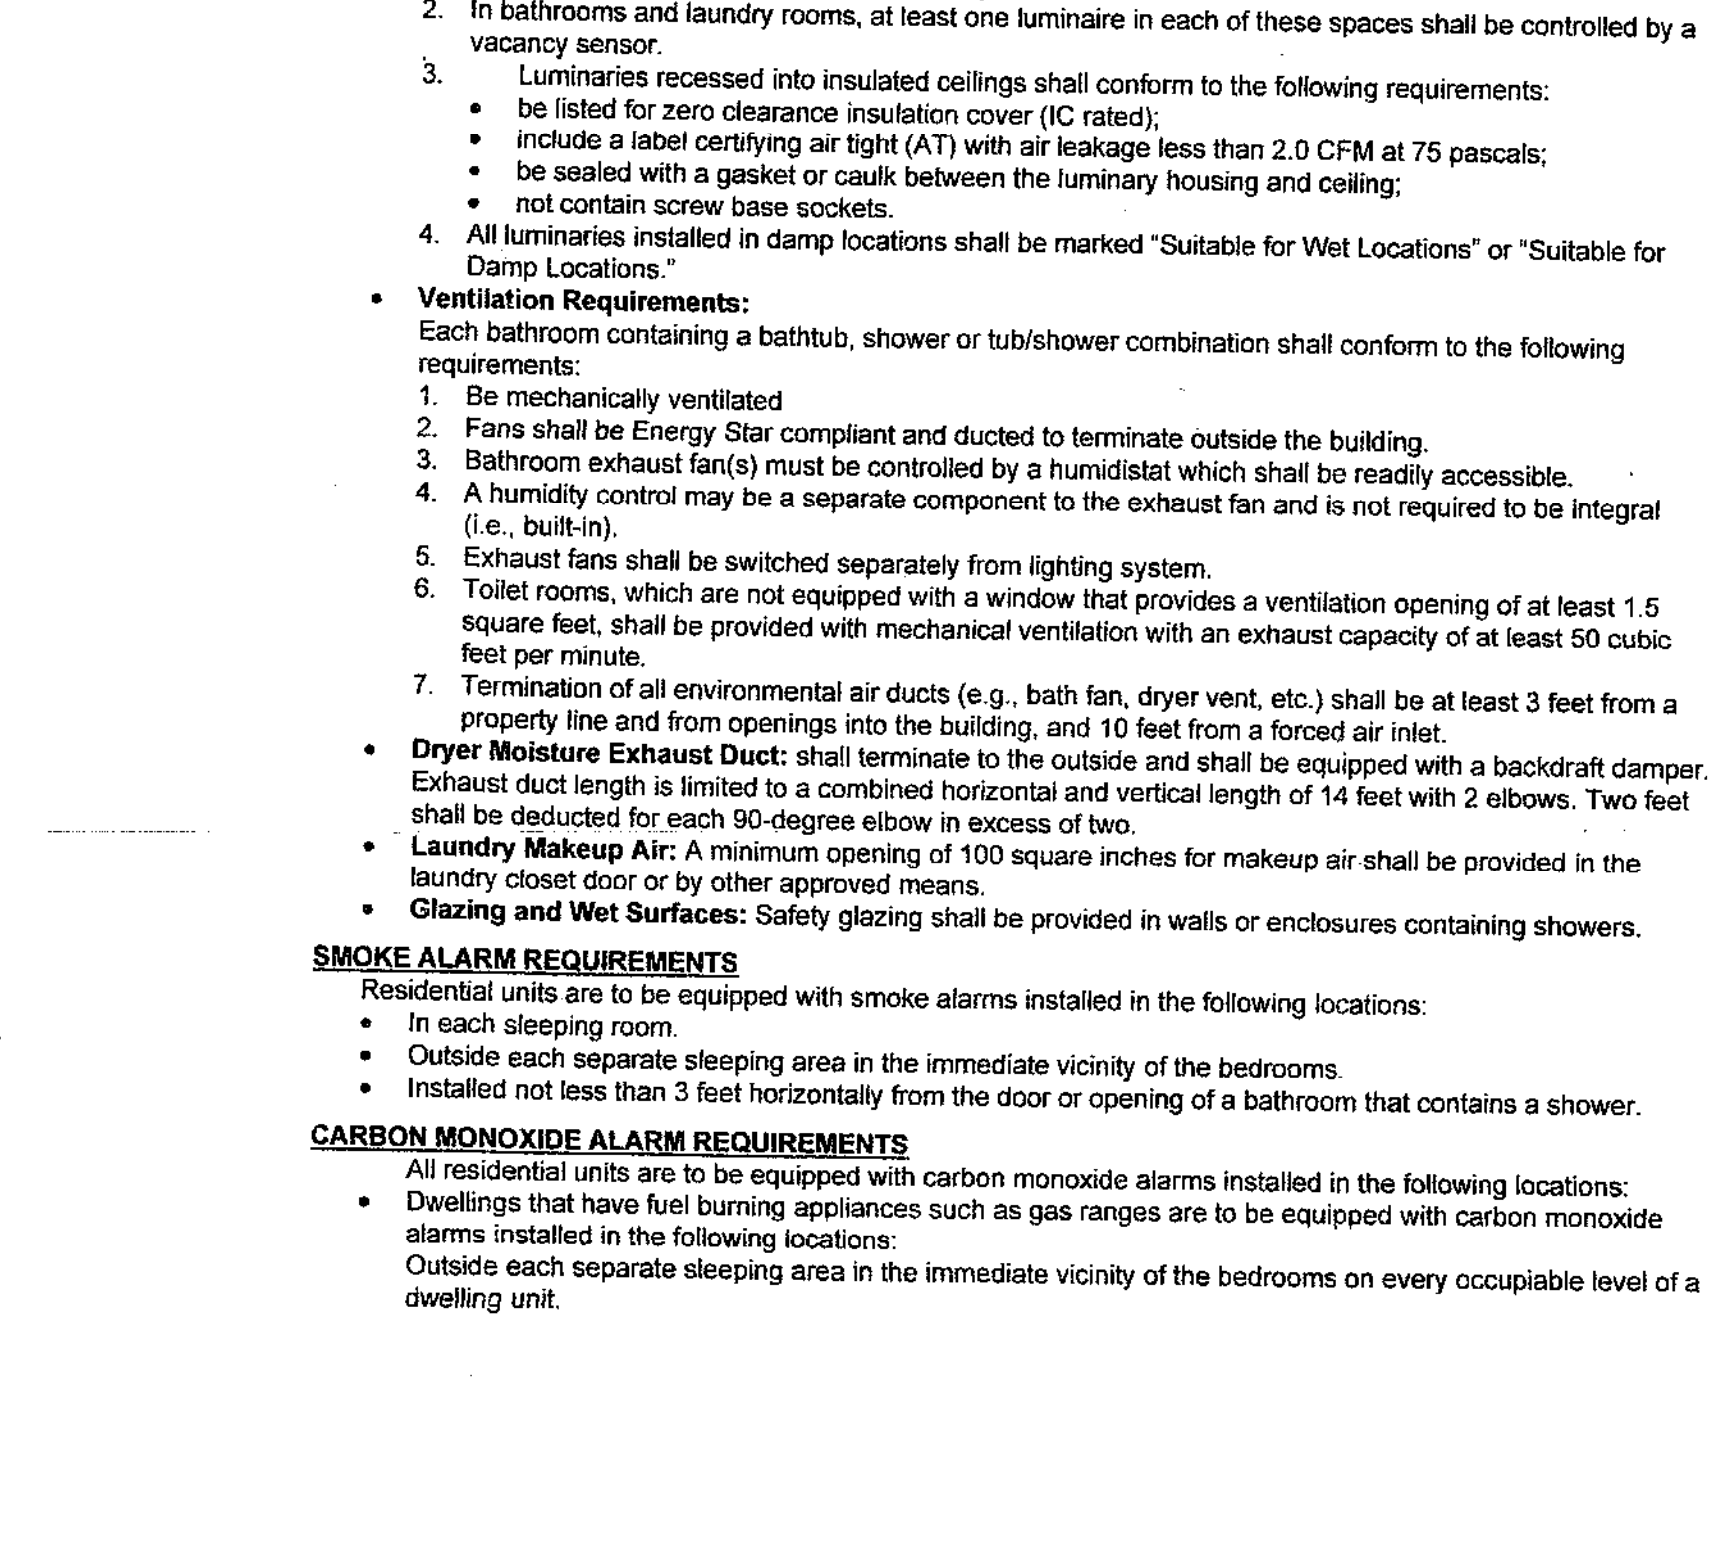 2. In bathrooms and laundry rooms, at least one luminaire in each of these spaces shall be controlled by a
vacancy sensor.
3. Luminaries recessed into insulated ceilings shall conform to the following requirements:
• be listed for zero clearance insulation cover (IC rated);
• include a label certifying air tight (AT) with air leakage less than 2.0 CFM at 75 pascals;
• be sealed with a gasket or caulk between the luminary housing and ceiling;
• not contain screw base sockets.
4. All luminaries installed in damp locations shall be marked "Suitable for Wet Locations" or "Suitable for
Damp Locations."
• Ventilation Requirements:
Each bathroom containing a bathtub, shower or tub/shower combination shall conform to the following
requirements:
1. Be mechanically ventilated
2. Fans shall be Energy Star compliant and ducted to terminate outside the building.
3. Bathroom exhaust fan(s) must be controlled by a humidistat which shall be readily accessible.
4. A humidity control may be a separate component to the exhaust fan and is not required to be integral
(i.e., built-in).
5. Exhaust fans shall be switched separately from lighting system.
6. Toilet rooms, which are not equipped with a window that provides a ventilation opening of at least 1.5
square feet, shall be provided with mechanical ventilation with an exhaust capacity of at least 50 cubic
feet per minute.
7. Termination of all environmental air ducts (e.g., bath fan, dryer vent, etc.) shall be at least 3 feet from a
property line and from openings into the building, and 10 feet from a forced air inlet.
• Dryer Moisture Exhaust Duct: shall terminate to the outside and shall be equipped with a backdraft damper.
Exhaust duct length is limited to a combined horizontal and vertical length of 14 feet with 2 elbows. Two feet
shall be deducted for each 90-degree elbow in excess of two.
• Laundry Makeup Air: A minimum opening of 100 square inches for makeup air shall be provided in the
laundry closet door or by other approved means.
• Glazing and Wet Surfaces: Safety glazing shall be provided in walls or enclosures containing showers.
SMOKE ALARM REQUIREMENTS
Residential units are to be equipped with smoke alarms installed in the following locations:
• In each sleeping room.
• Outside each separate sleeping area in the immediate vicinity of the bedrooms.
• Installed not less than 3 feet horizontally from the door or opening of a bathroom that contains a shower.
CARBON MONOXIDE ALARM REQUIREMENTS
All residential units are to be equipped with carbon monoxide alarms installed in the following locations:
• Dwellings that have fuel burning appliances such as gas ranges are to be equipped with carbon monoxide
alarms installed in the following locations:
Outside each separate sleeping area in the immediate vicinity of the bedrooms on every occupiable level of a
dwelling unit.